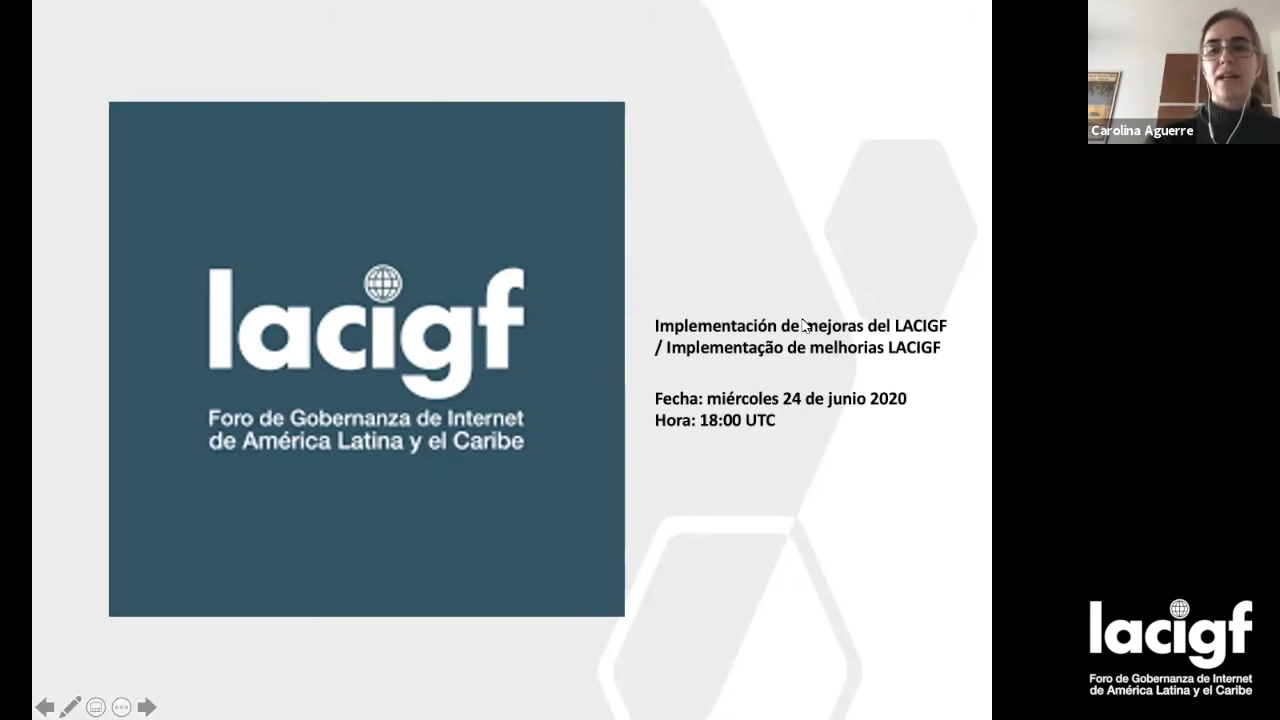 lacigf
Foro de Gobernanza de Internet
de América Latina y el Caribe
Implementación de mejoras del LACIGF
/ Implementação de melhorias LACIGF
Fecha: miércoles 24 de junio 2020
Hora: 18:00 UTC
Carolina Aguerre
lacigf
Foro de Gobernanza de Internet
de América Latina y el Caribe